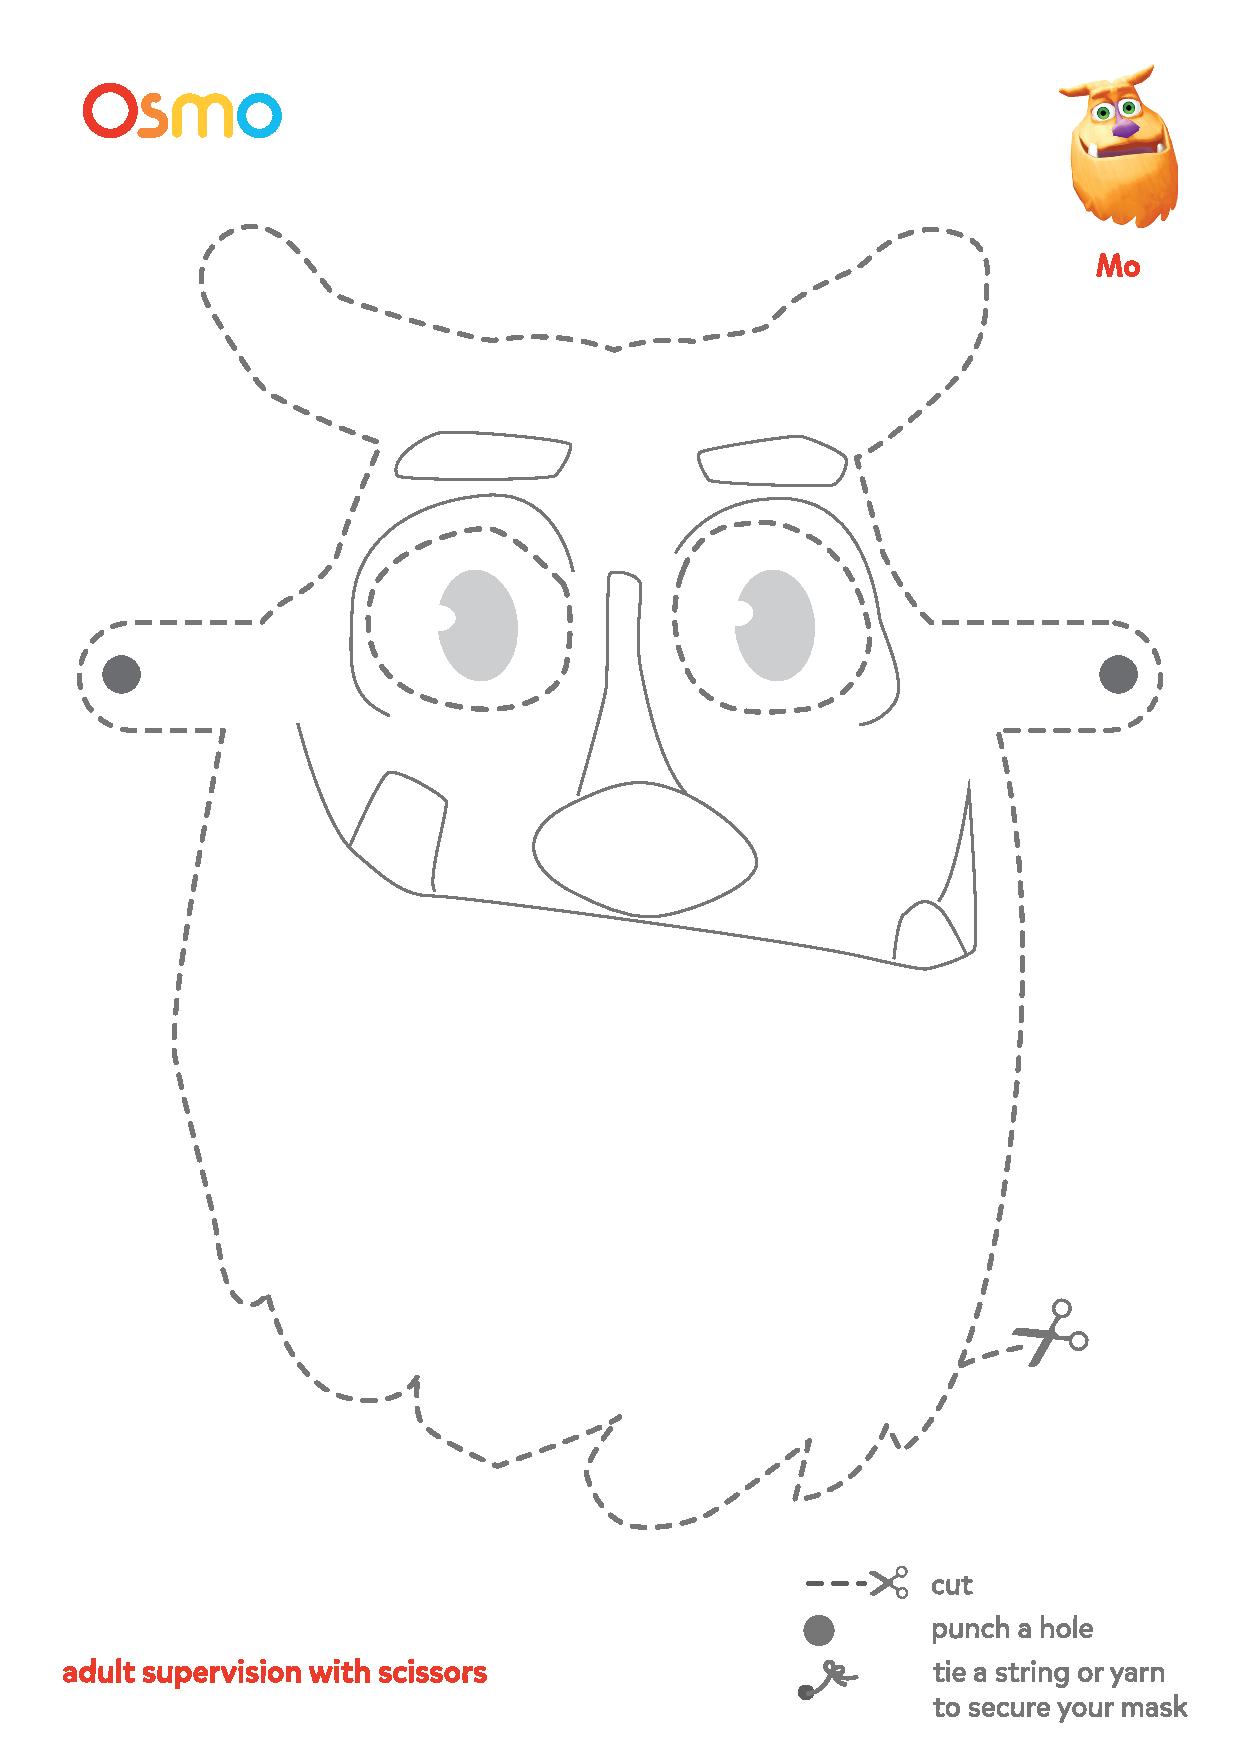 Osmo
Mo
cut
punch a hole
adult supervision with scissors
tie a string or yarn
to secure your mask